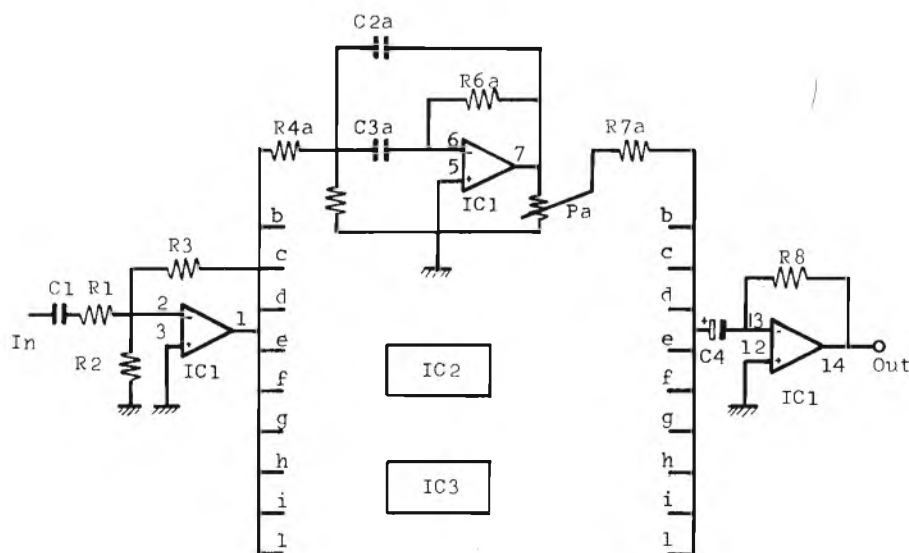 C2a
R6a
R4a
C3a
R7a
6
-
7
5
+
IC1
Pa
b
b
R3
c
c
R8
C1
R1
d
d
2
-
1
+
13
-
In
3
+
e
e
C4
12
+
14
Out
R2
IC1
IC2
IC1
f
f
g
g
h
h
IC3
i
i
l
l